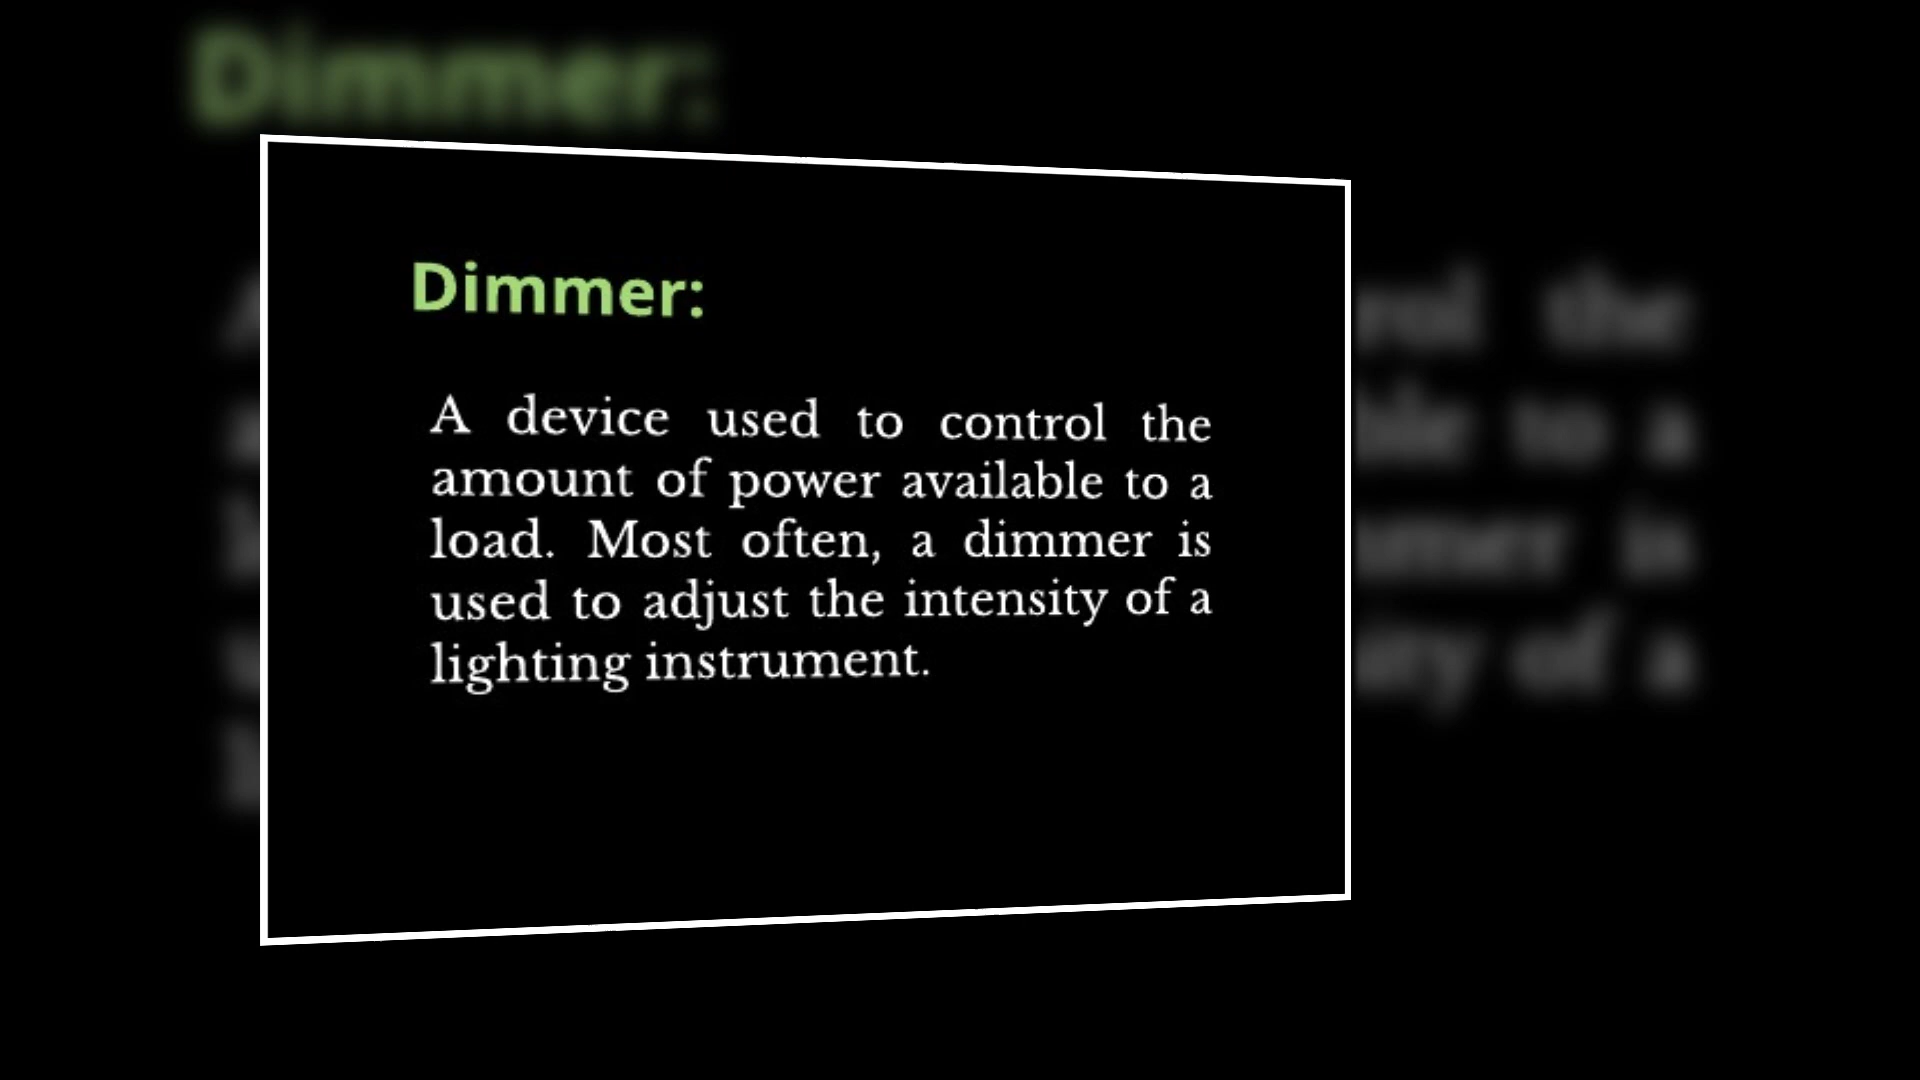 Dimmer:
A device used to control the
amount of power available to a
load. Most often, a dimmer is
used to adjust the intensity of a
lighting instrument.